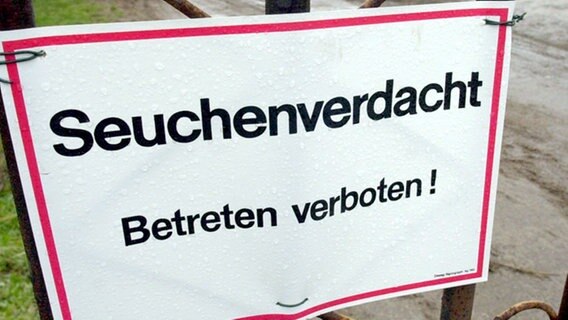 Seuchenverdacht
Betreten verboten!